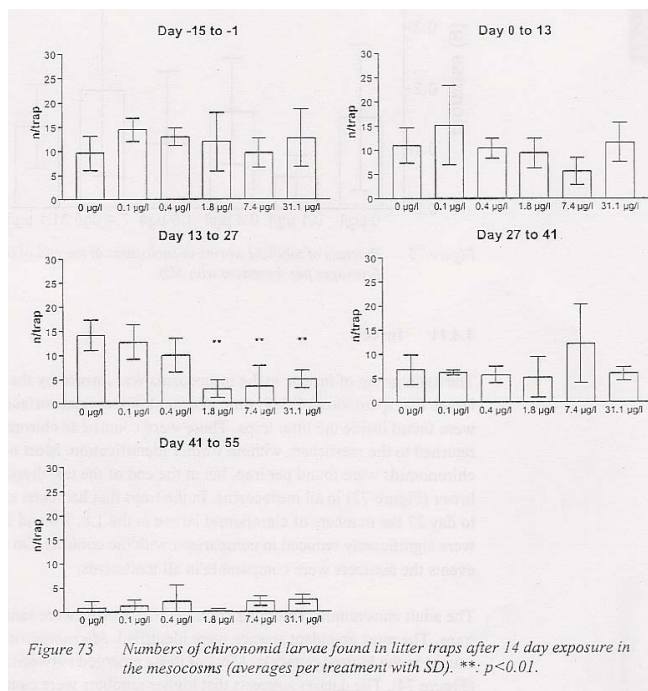 Day -15 to -1
n/trap
30
25
20
15
10
5
0
0 µg/l 0.1 µg/l 0.4 µg/l 1.8 µg/l 7.4 µg/l 31.1 µg/l
Day 0 to 13
n/trap
30
25
20
15
10
5
0
0 µg/l 0.1 µg/l 0.4 µg/l 1.8 µg/l 7.4 µg/l 31.1 µg/l
Day 13 to 27
n/trap
30
25
20
15
10
5
0
** ** **
0 µg/l 0.1 µg/l 0.4 µg/l 1.8 µg/l 7.4 µg/l 31.1 µg/l
Day 27 to 41
n/trap
30
25
20
15
10
5
0
0 µg/l 0.1 µg/l 0.4 µg/l 1.8 µg/l 7.4 µg/l 31.1 µg/l
Day 41 to 55
n/trap
30
25
20
15
10
5
0
0 µg/l 0.1 µg/l 0.4 µg/l 1.8 µg/l 7.4 µg/l 31.1 µg/l
Figure 73 Numbers of chironomid larvae found in litter traps after 14 day exposure in
the mesocosms (averages per treatment with SD). **: p<0.01.